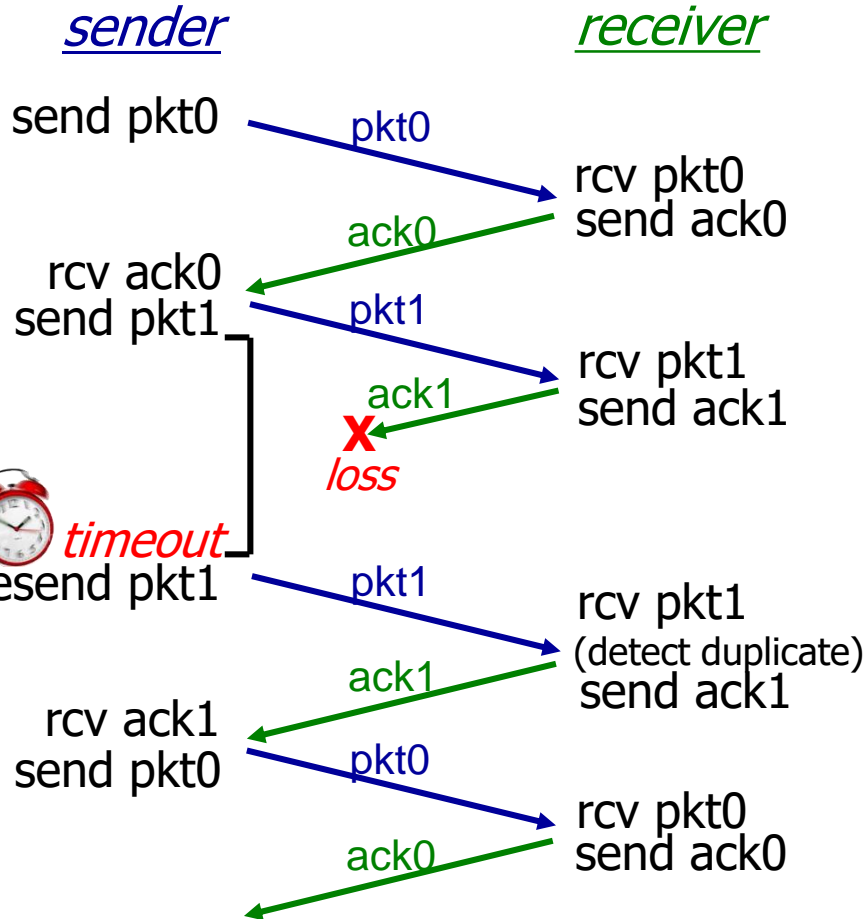 sender receiver
send pkt0
pkt0
rcv pkt0
send ack0
ack0
rcv ack0
send pkt1
pkt1
rcv pkt1
send ack1
ack1
X
loss
timeout
esend pkt1
pkt1
rcv pkt1
(detect duplicate)
send ack1
ack1
rcv ack1
send pkt0
pkt0
rcv pkt0
send ack0
ack0